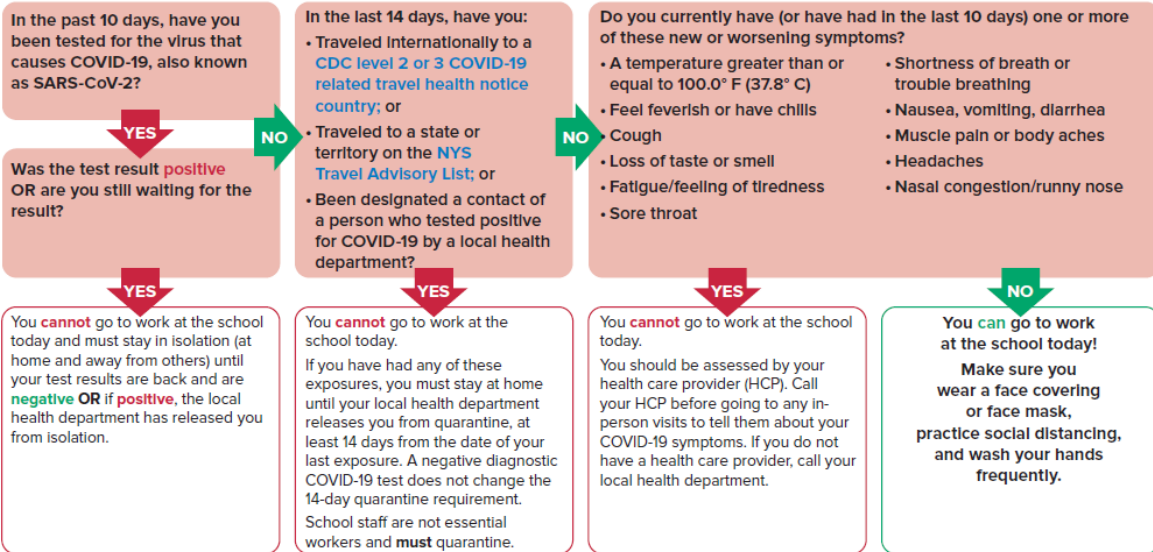 In the past 10 days, have you
been tested for the virus that
causes COVID-19, also known
as SARS-CoV-2?
YES
Was the test result positive
OR are you still waiting for the
result?
NO
In the last 14 days, have you:
• Traveled internationally to a
CDC level 2 or 3 COVID-19
related travel health notice
country; or
• Traveled to a state or
territory on the NYS
Travel Advisory List; or
• Been designated a contact of
a person who tested positive
for COVID-19 by a local health
department?
NO
Do you currently have (or have had in the last 10 days) one or more
of these new or worsening symptoms?
• A temperature greater than or
equal to 100.0° F (37.8° C)
• Feel feverish or have chills
• Cough
• Loss of taste or smell
• Fatigue/feeling of tiredness
• Sore throat
• Shortness of breath or
trouble breathing
• Nausea, vomiting, diarrhea
• Muscle pain or body aches
• Headaches
• Nasal congestion/runny nose
YES
You cannot go to work at the school
today and must stay in isolation (at
home and away from others) until
your test results are back and are
negative OR if positive, the local
health department has released you
from isolation.
YES
You cannot go to work at the
school today.
If you have had any of these
exposures, you must stay at home
until your local health department
releases you from quarantine, at
least 14 days from the date of your
last exposure. A negative diagnostic
COVID-19 test does not change the
14-day quarantine requirement.
School staff are not essential
workers and must quarantine.
YES
You cannot go to work at the school
today.
You should be assessed by your
health care provider (HCP). Call
your HCP before going to any in-
person visits to tell them about your
COVID-19 symptoms. If you do not
have a health care provider, call your
local health department.
NO
You can go to work
at the school today!
Make sure you
wear a face covering
or face mask,
practice social distancing,
and wash your hands
frequently.